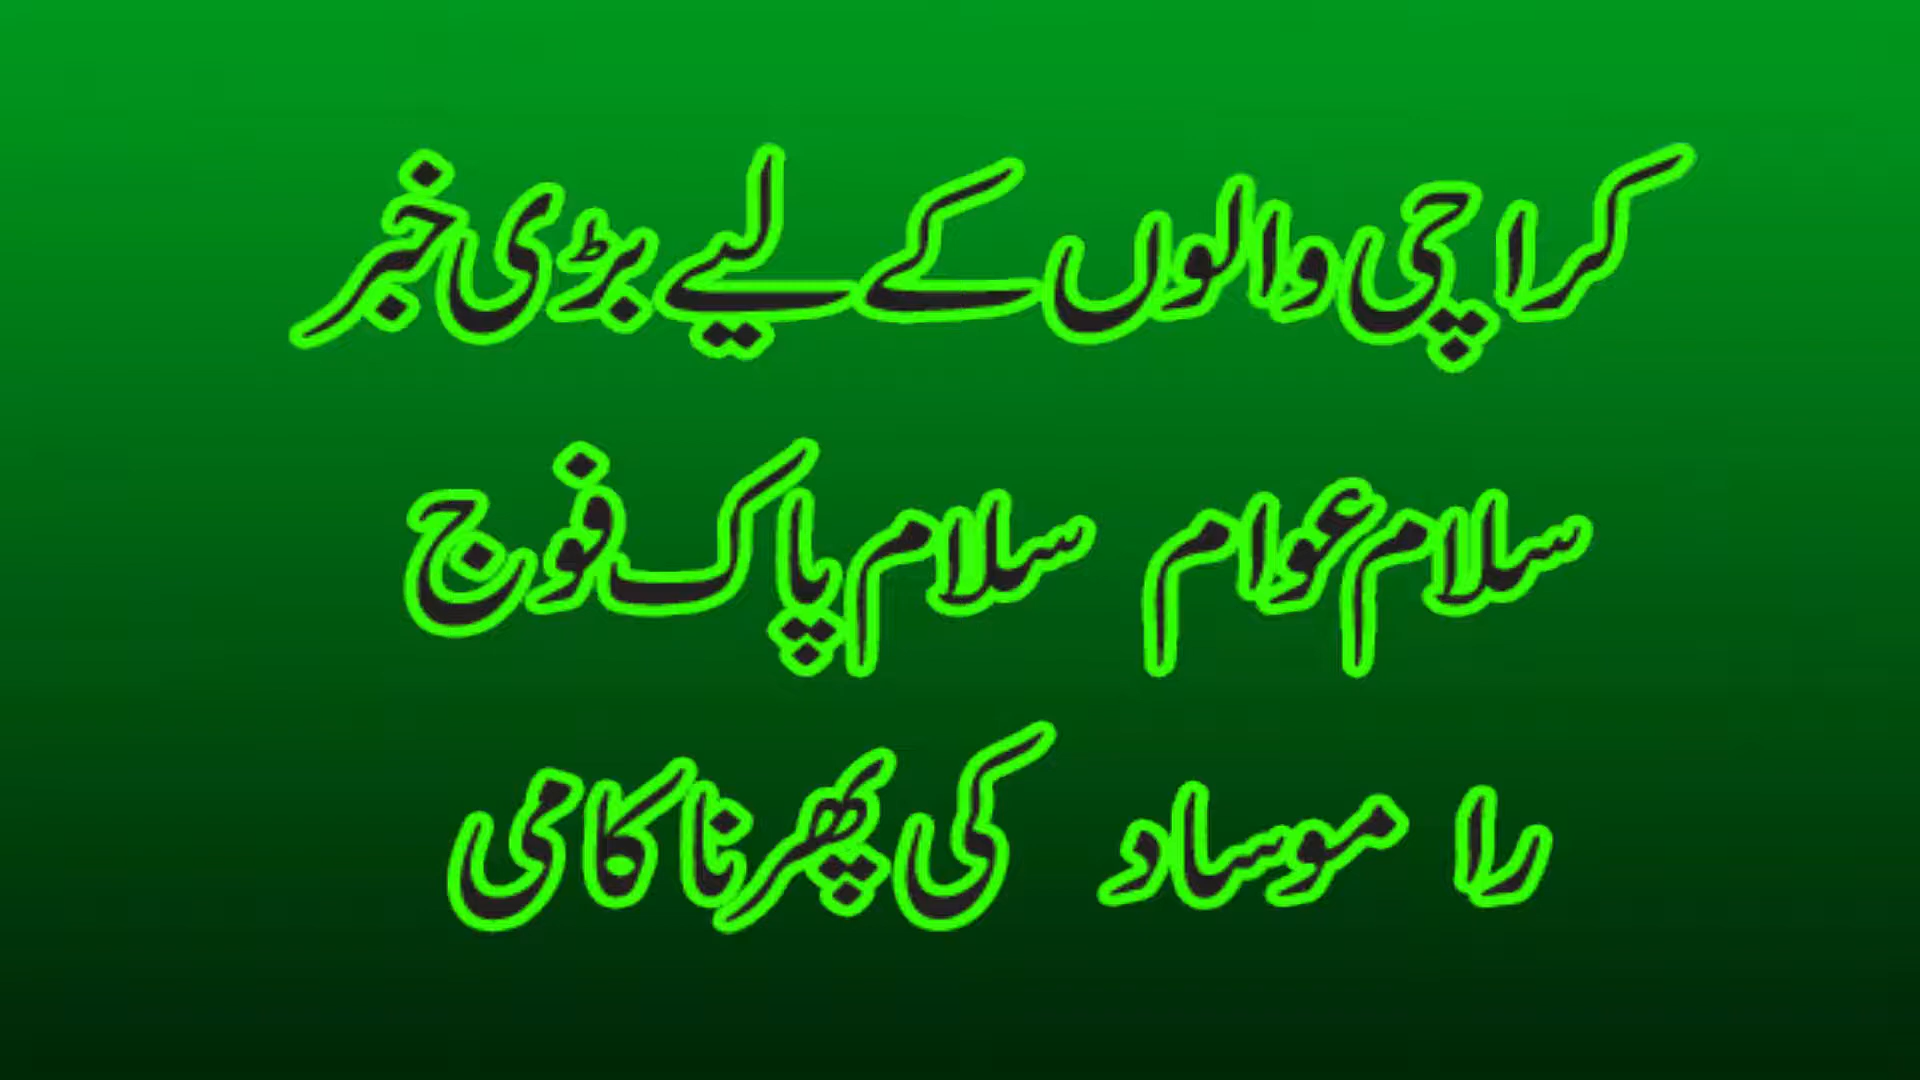 کراچی والوں کے لیے بڑی خبر
سلام عوام سلام پاک فوج
را موساد کی پھر ناکامی